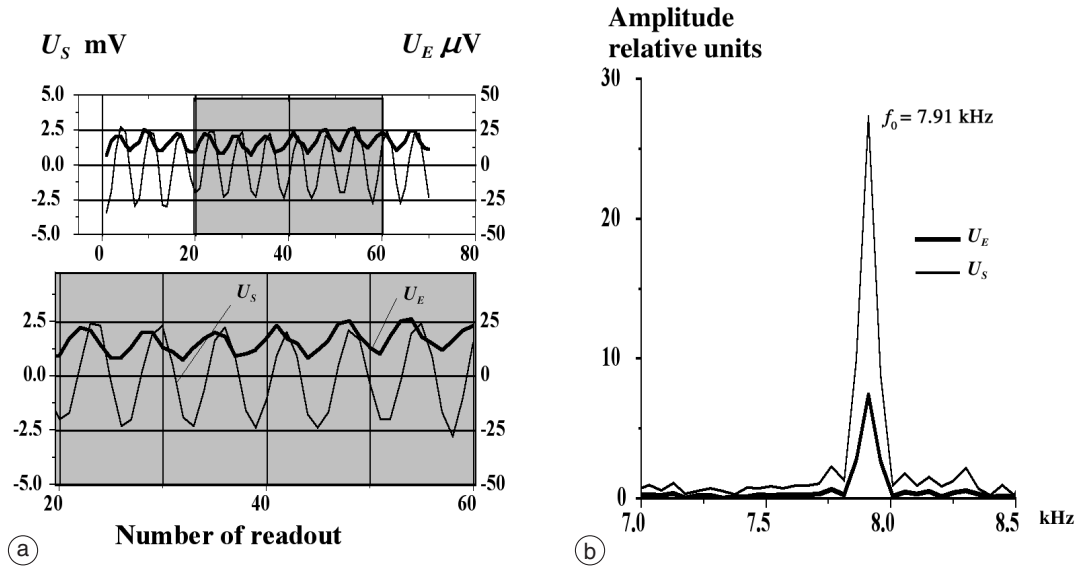 U_S mV
U_E μV
5.0
2.5
0.0
-2.5
-5.0
50
25
0
-25
-50
0 20 40 60 80
U_S
U_E
2.5
0.0
-2.5
-5.0
25
0
-25
-50
20 40 60
Number of readout
a
Amplitude
relative units
30
20
10
0
f_0 = 7.91 kHz
U_E
U_S
7.0 7.5 8.0 8.5 kHz
b